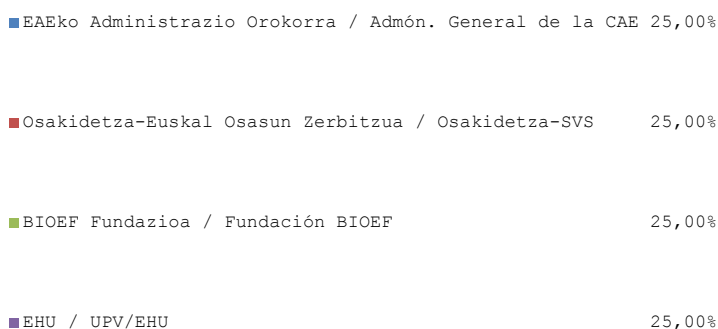 EAEko Administrazio Orokorra / Admón. General de la CAE 25,00%
Osakidetza-Euskal Osasun Zerbitzua / Osakidetza-SVS 25,00%
BIOEF Fundazioa / Fundación BIOEF 25,00%
EHU / UPV/EHU 25,00%